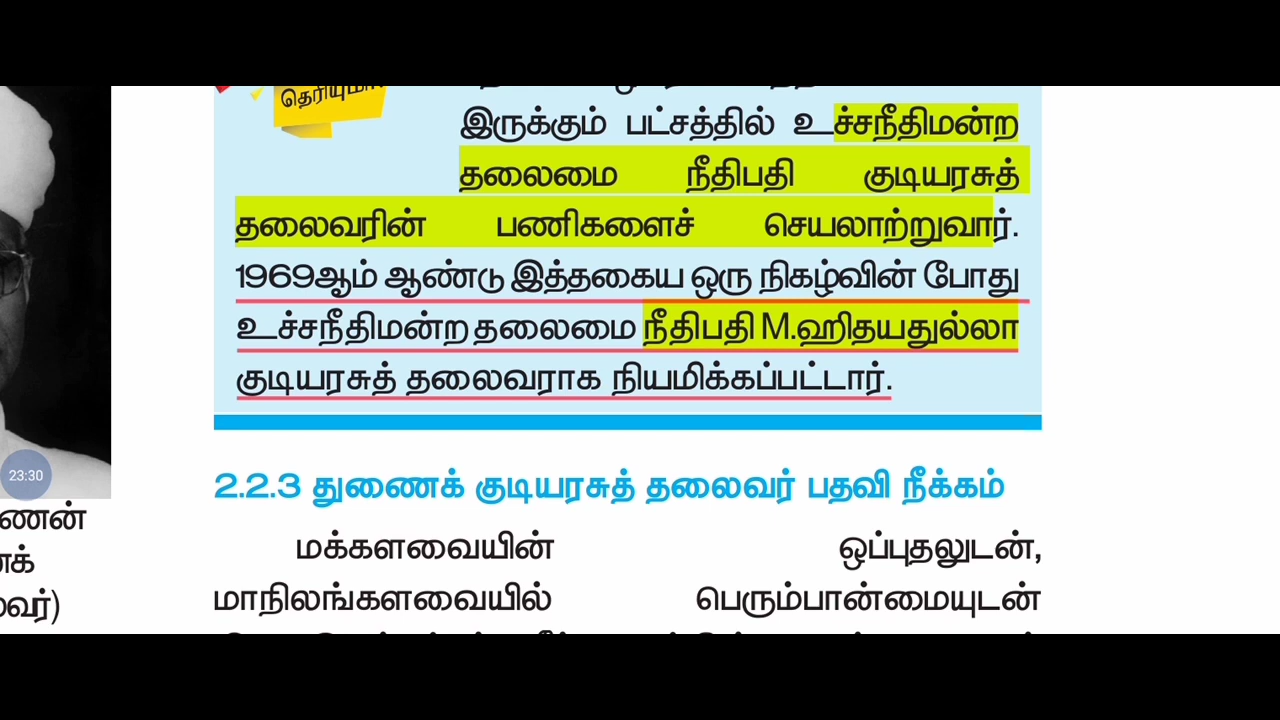 தெரியுமா
இருக்கும் பட்சத்தில் உச்சநீதிமன்ற
தலைமை நீதிபதி குடியரசுத்
தலைவரின் பணிகளைச் செயலாற்றுவார்.
1969ஆம் ஆண்டு இத்தகைய ஒரு நிகழ்வின் போது
உச்சநீதிமன்ற தலைமை நீதிபதி M.ஹிதயதுல்லா
குடியரசுத் தலைவராக நியமிக்கப்பட்டார்.
23:30
ணன்
வர்)
2.2.3 துணைக் குடியரசுத் தலைவர் பதவி நீக்கம்
மக்களவையின் ஒப்புதலுடன்,
மாநிலங்களவையில் பெரும்பான்மையுடன்